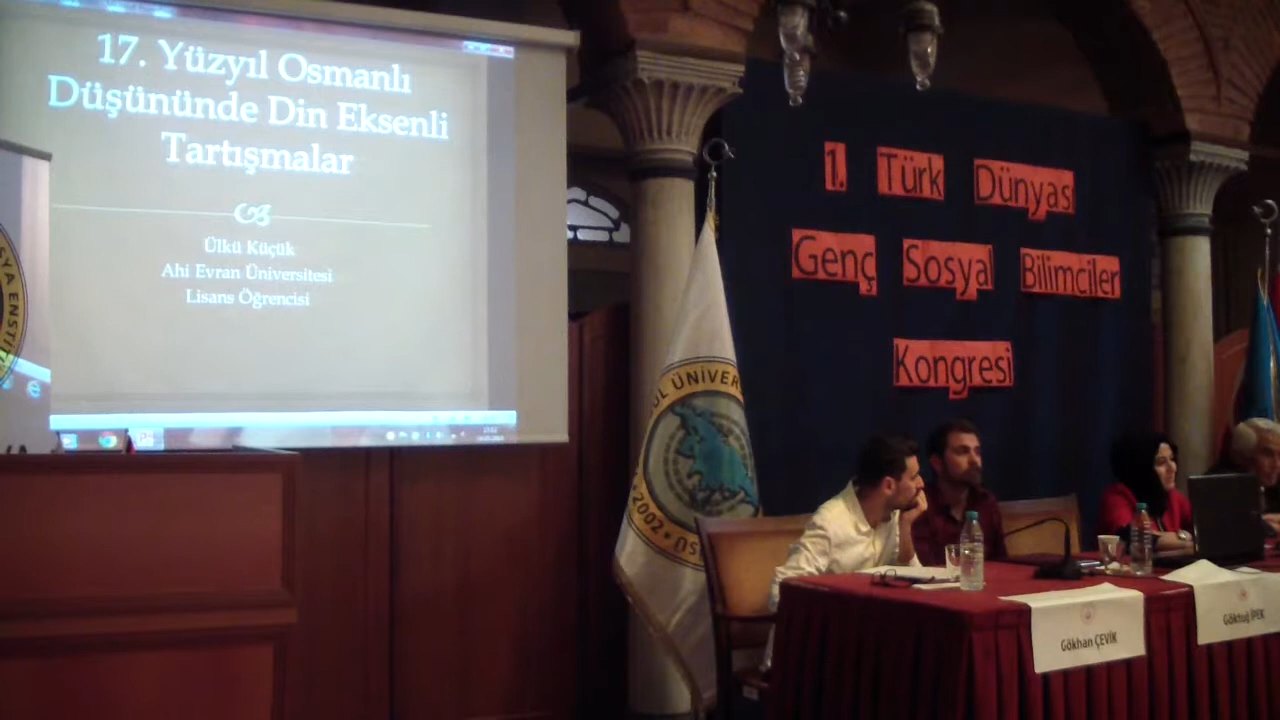 17. Yüzyıl Osmanlı
Düşününde Din Eksenli
Tartışmalar
Ülkü Küçük
Ahi Evran Üniversitesi
Lisans Öğrencisi
1. Türk Dünyası
Genç Sosyal Bilimciler
Kongresi
2002
Gökhan ÇEVİK
Göktuğ İPEK